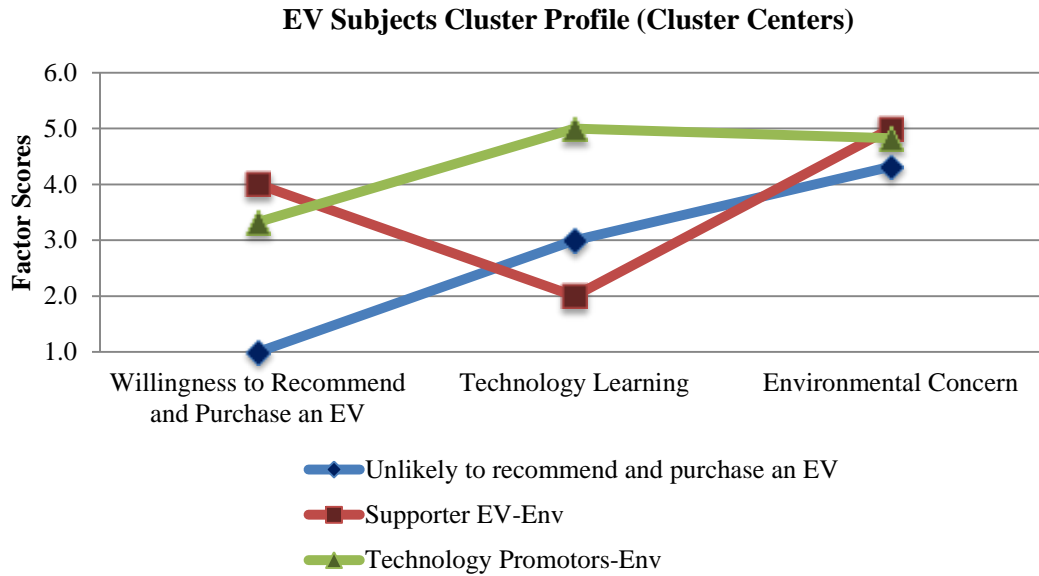 EV Subjects Cluster Profile (Cluster Centers)
Factor Scores
6.0
5.0
4.0
3.0
2.0
1.0
Willingness to Recommend
and Purchase an EV
Technology Learning
Environmental Concern
Unlikely to recommend and purchase an EV
Supporter EV-Env
Technology Promotors-Env